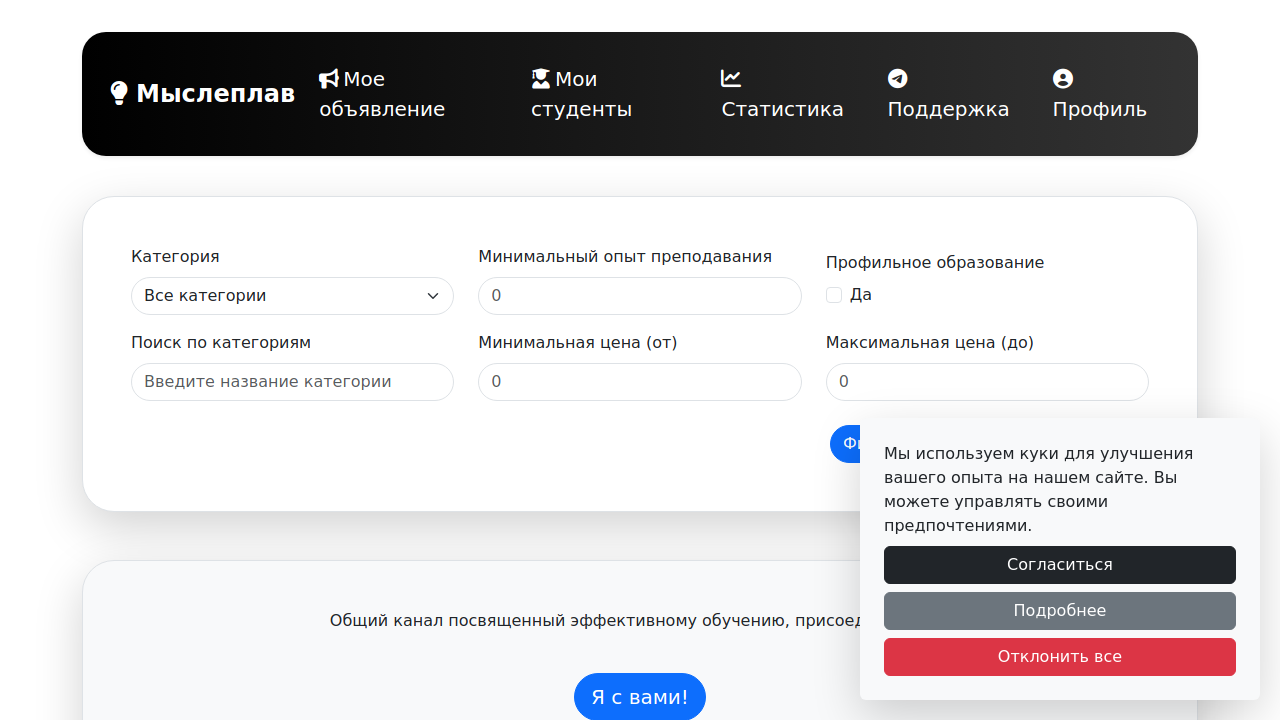 Мыслеплав
Мое
объявление
Мои
студенты
Статистика
Поддержка
Профиль
Категория
Минимальный опыт преподавания
Профильное образование
Все категории
0
Да
Поиск по категориям
Минимальная цена (от)
Максимальная цена (до)
Введите название категории
0
0
Мы используем куки для улучшения
вашего опыта на нашем сайте. Вы
можете управлять своими
предпочтениями.
Согласиться
Подробнее
Отклонить все
Общий канал посвященный эффективному обучению,
Я с вами!